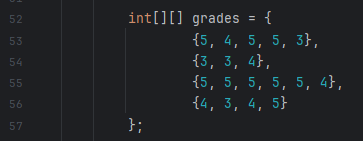 52 int[][] grades = {
53 {5, 4, 5, 5, 3},
54 {3, 3, 4},
55 {5, 5, 5, 5, 5, 4},
56 {4, 3, 4, 5}
57 };